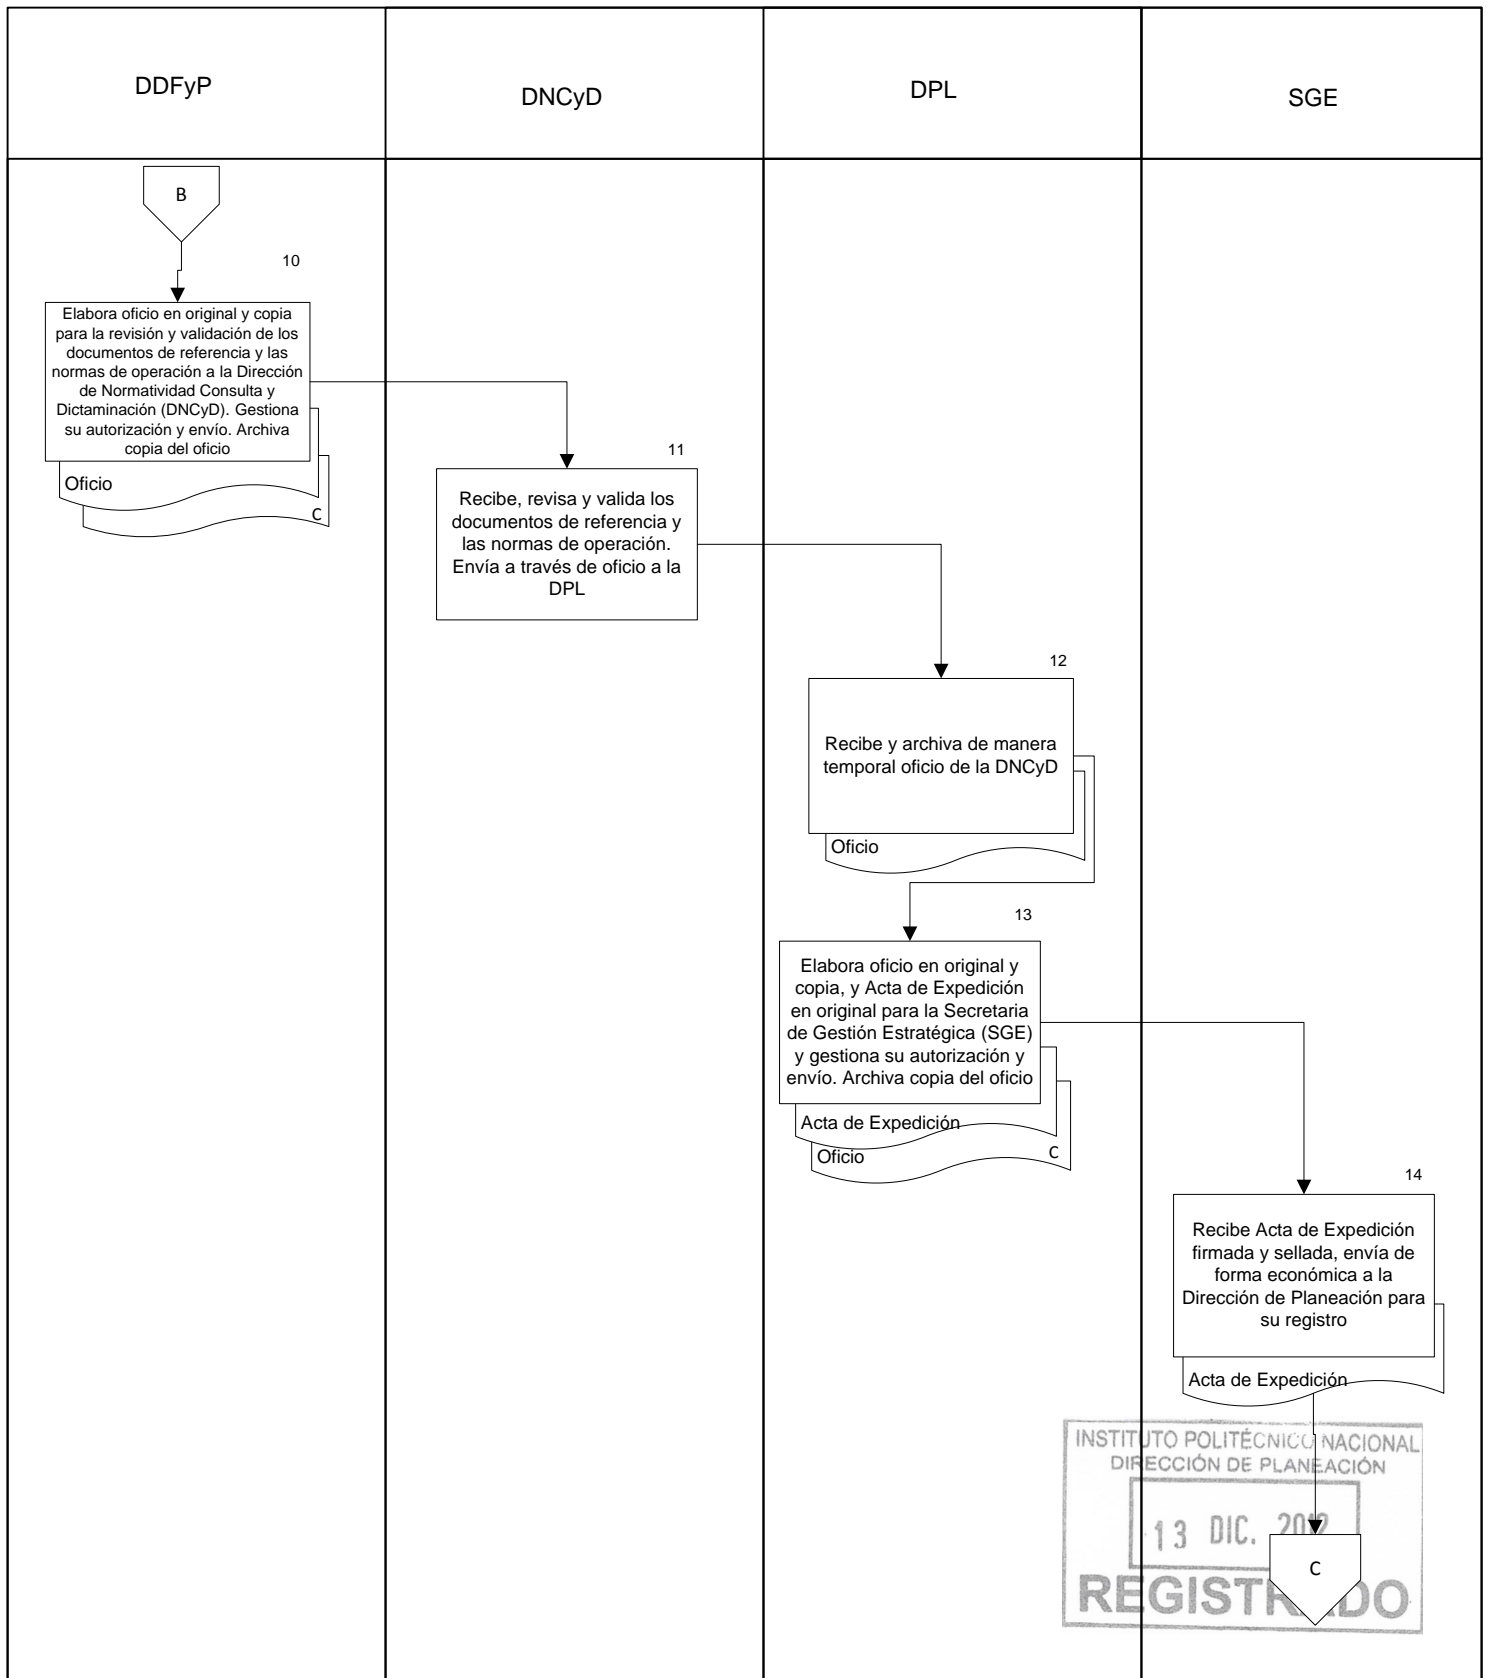 DDFyP
DNCyD
DPL
SGE
B
10
Elabora oficio en original y copia
para la revisión y validación de los
documentos de referencia y las
normas de operación a la Dirección
de Normatividad Consulta y
Dictaminación (DNCyD). Gestiona
su autorización y envío. Archiva
copia del oficio
Oficio
C
11
Recibe, revisa y valida los
documentos de referencia y
las normas de operación.
Envía a través de oficio a la
DPL
12
Recibe y archiva de manera
temporal oficio de la DNCyD
Oficio
13
Elabora oficio en original y
copia, y Acta de Expedición
en original para la Secretaria
de Gestión Estratégica (SGE)
y gestiona su autorización y
envío. Archiva copia del oficio
Acta de Expedición
Oficio
C
14
Recibe Acta de Expedición
firmada y sellada, envía de
forma económica a la
Dirección de Planeación para
su registro
Acta de Expedición
INSTITUTO POLITÉCNICO NACIONAL
DIRECCIÓN DE PLANEACIÓN
13 DIC. 2012
C
REGISTRADO